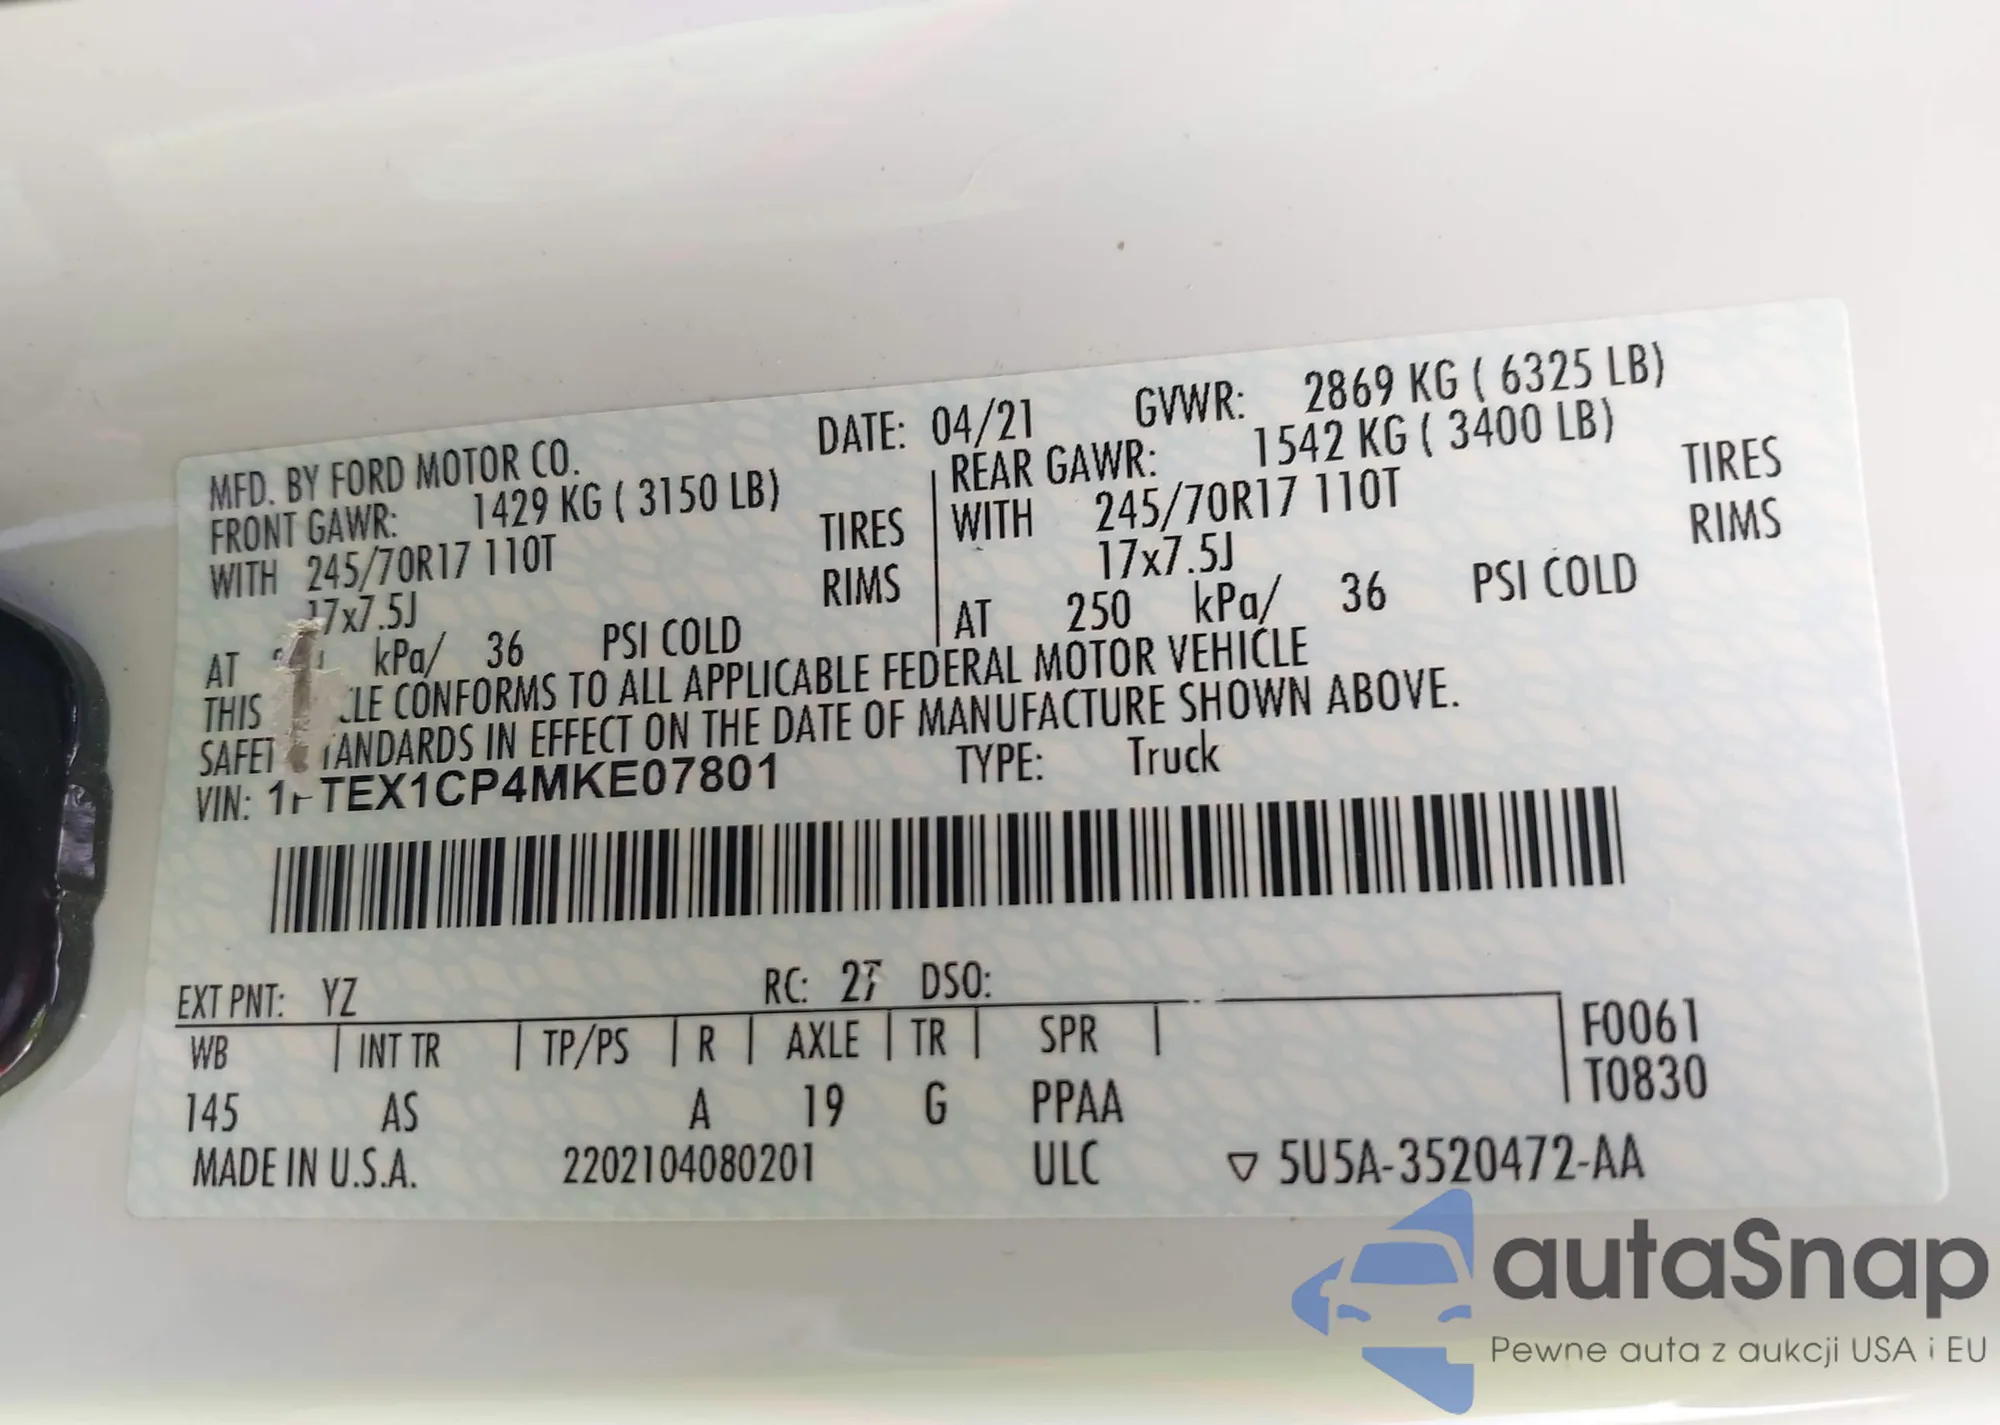 MFD. BY FORD MOTOR CO. DATE: 04/21 GVWR: 2869 KG ( 6325 LB)
FRONT GAWR: 1429 KG ( 3150 LB) REAR GAWR: 1542 KG ( 3400 LB)
WITH 245/70R17 110T TIRES WITH 245/70R17 110T TIRES
17x7.5J RIMS 17x7.5J RIMS
AT kPa/ 36 PSI COLD AT 250 kPa/ 36 PSI COLD
THIS CONFORMS TO ALL APPLICABLE FEDERAL MOTOR VEHICLE
IN EFFECT ON THE DATE OF MANUFACTURE SHOWN ABOVE.
VIN: 1FTEX1CP4MKE07801 TYPE: Truck
EXT PNT: YZ RC: 27 DSO:
WB | INT TR | TP/PS | R | AXLE | TR | SPR | F0061
T0830
145 AS A 19 G PPAA
MADE IN U.S.A. 2202104080201 ULC ▽ 5U5A-3520472-AA
autaSnap
Pewne auta z aukcji USA i EU